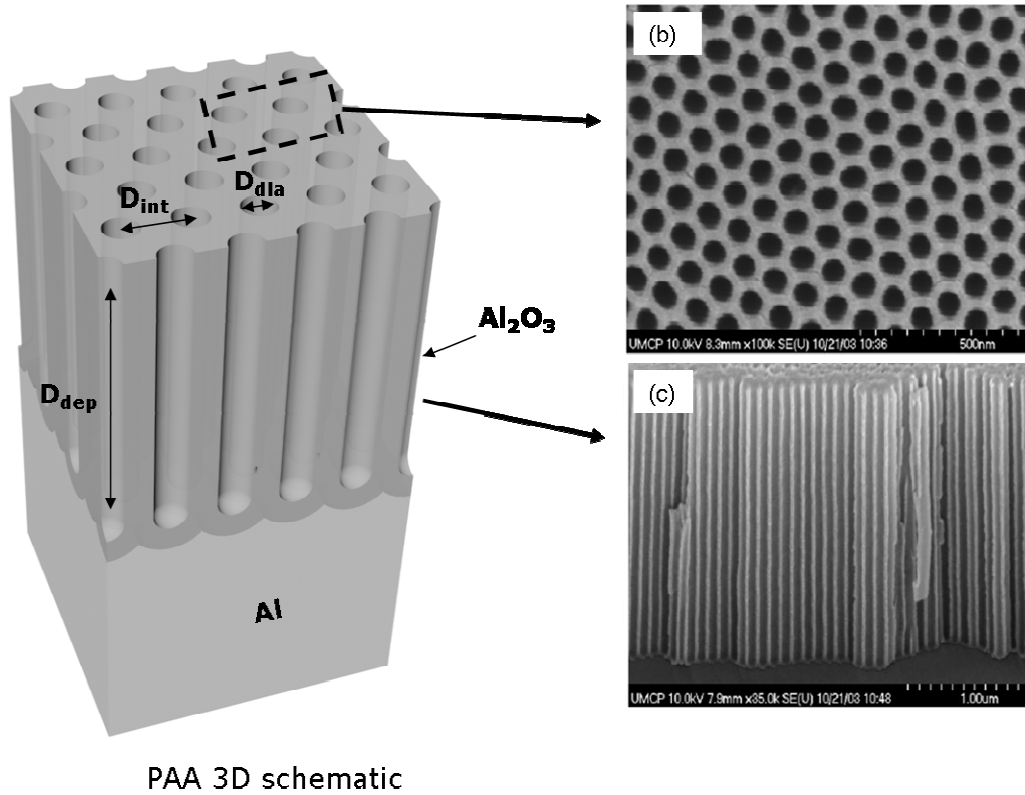 (b)
D_dia
D_int
Al₂O₃
D_dep
Al
UMCP 10.0kV 8.3mm x100k SE(U) 10/21/03 10:36 500nm
(c)
UMCP 10.0kV 7.9mm x35.0k SE(U) 10/21/03 10:48 1.00um
PAA 3D schematic